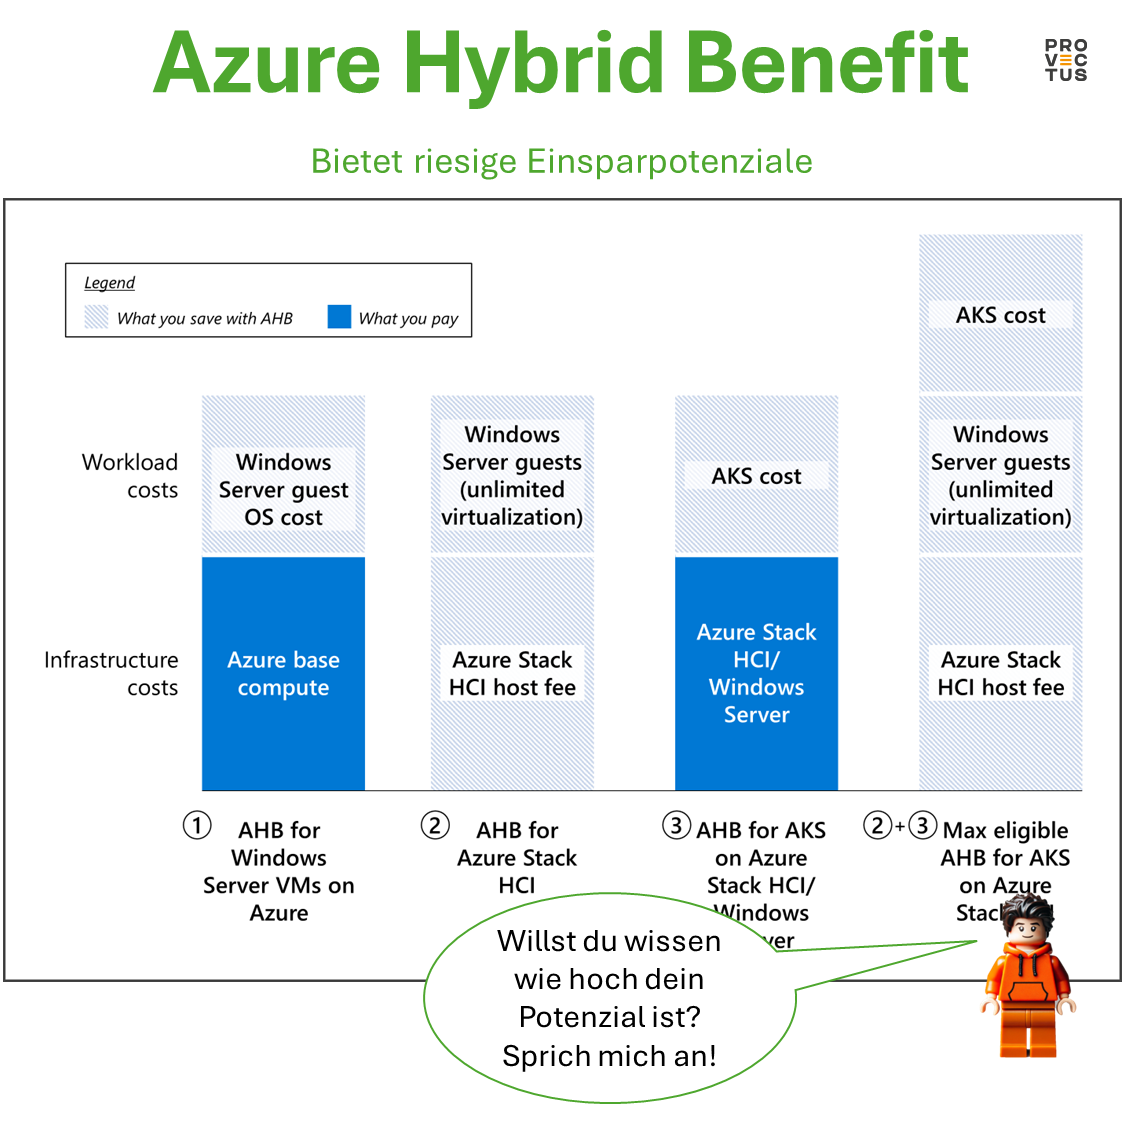 Azure Hybrid Benefit
PRO
VEC
TUS
Bietet riesige Einsparpotenziale
Legend
What you save with AHB
What you pay
AKS cost
Workload
costs
Windows
Server guest
OS cost
Windows
Server guests
(unlimited
virtualization)
AKS cost
Windows
Server guests
(unlimited
virtualization)
Infrastructure
costs
Azure base
compute
Azure Stack
HCI host fee
Azure Stack
HCI/
Windows
Server
Azure Stack
HCI host fee
① AHB for
Windows
Server VMs on
Azure
② AHB for
Azure Stack
HCI
③ AHB for AKS
on Azure
Stack HCI/
Windows
②+③ Max eligible
AHB for AKS
on Azure
Willst du wissen
wie hoch dein
Potenzial ist?
Sprich mich an!